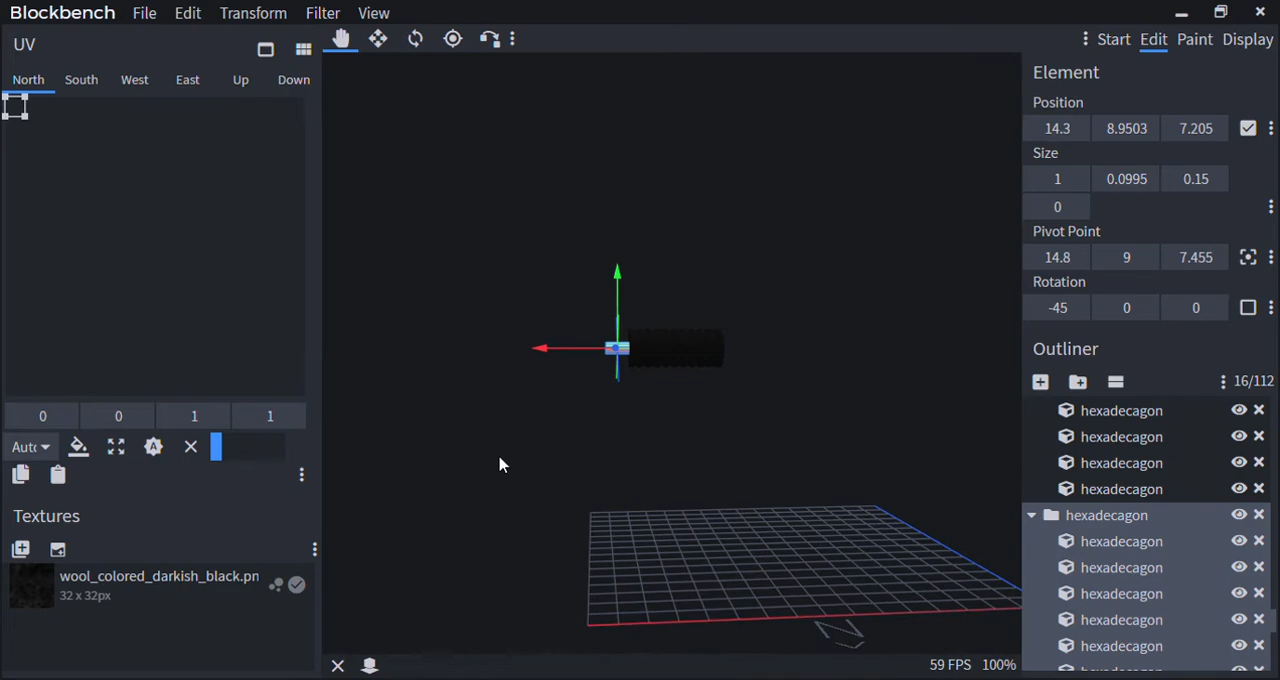 Blockbench File Edit Transform Filter View
UV
North South West East Up Down
0 0 1 1
Auto
Textures
wool_colored_darkish_black.pn
32 x 32px
N
59 FPS 100%
Start Edit Paint Display
Element
Position
14.3 8.9503 7.205
Size
1 0.0995 0.15
0
Pivot Point
14.8 9 7.455
Rotation
-45 0 0
Outliner
16/112
hexadecagon
hexadecagon
hexadecagon
hexadecagon
hexadecagon
hexadecagon
hexadecagon
hexadecagon
hexadecagon
hexadecagon